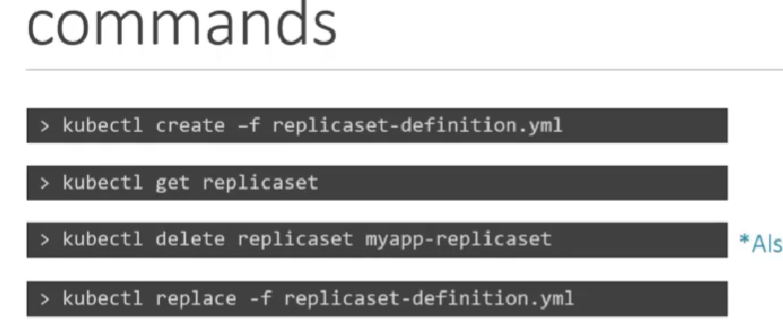 commands
> kubectl create –f replicaset-definition.yml
> kubectl get replicaset
> kubectl delete replicaset myapp-replicaset
*Als
> kubectl replace -f replicaset-definition.yml